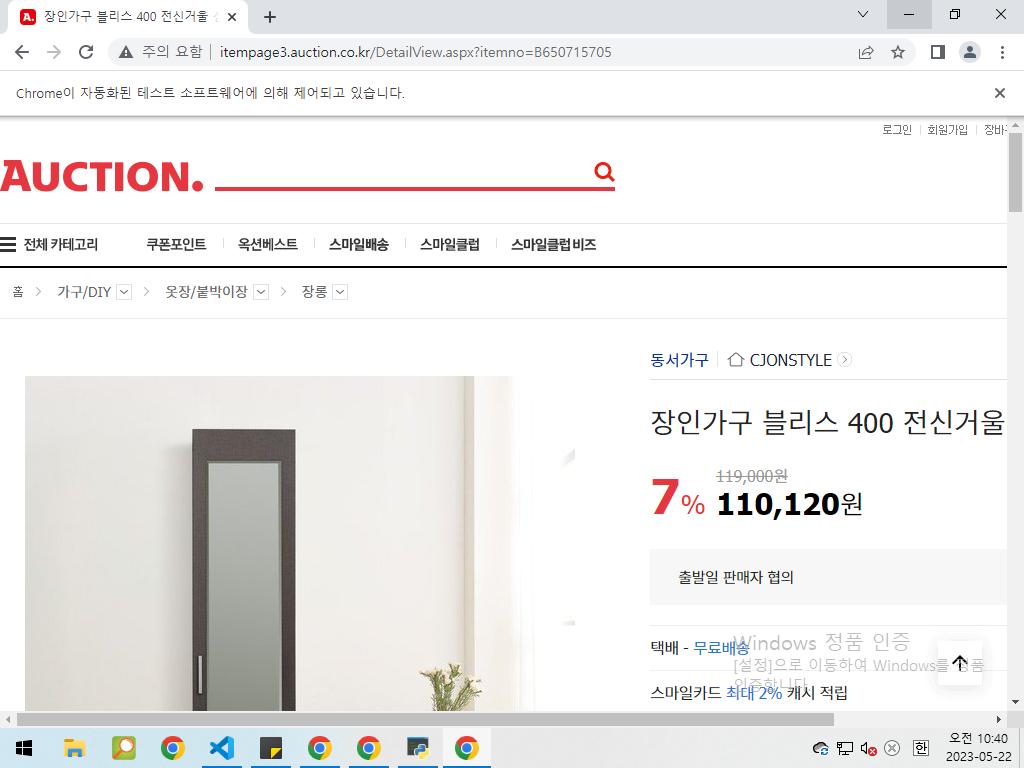 장인가구 블리스 400 전신거울
주의 요함 itempage3.auction.co.kr/DetailView.aspx?itemno=B650715705
Chrome이 자동화된 테스트 소프트웨어에 의해 제어되고 있습니다.
로그인 회원가입
AUCTION.
전체 카테고리 쿠폰포인트 옥션베스트 스마일배송 스마일클럽 스마일클럽 비즈
홈 가구/DIY 옷장/붙박이장 장롱
동서가구 CJONSTYLE
장인가구 블리스 400 전신거울
7% 119,000원
110,120원
출발일 판매자 협의
택배 - 무료배송
스마일카드 최대 2% 캐시 적립
Windows 정품 인증
[설정]으로 이동하여 Windows를 정품
인증합니다.
한
오전 10:40
2023-05-22